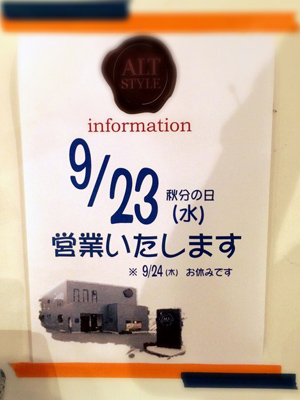 ALT
STYLE
information
9/23 秋分の日
(水)
営業いたします
※ 9/24 (木) お休みです